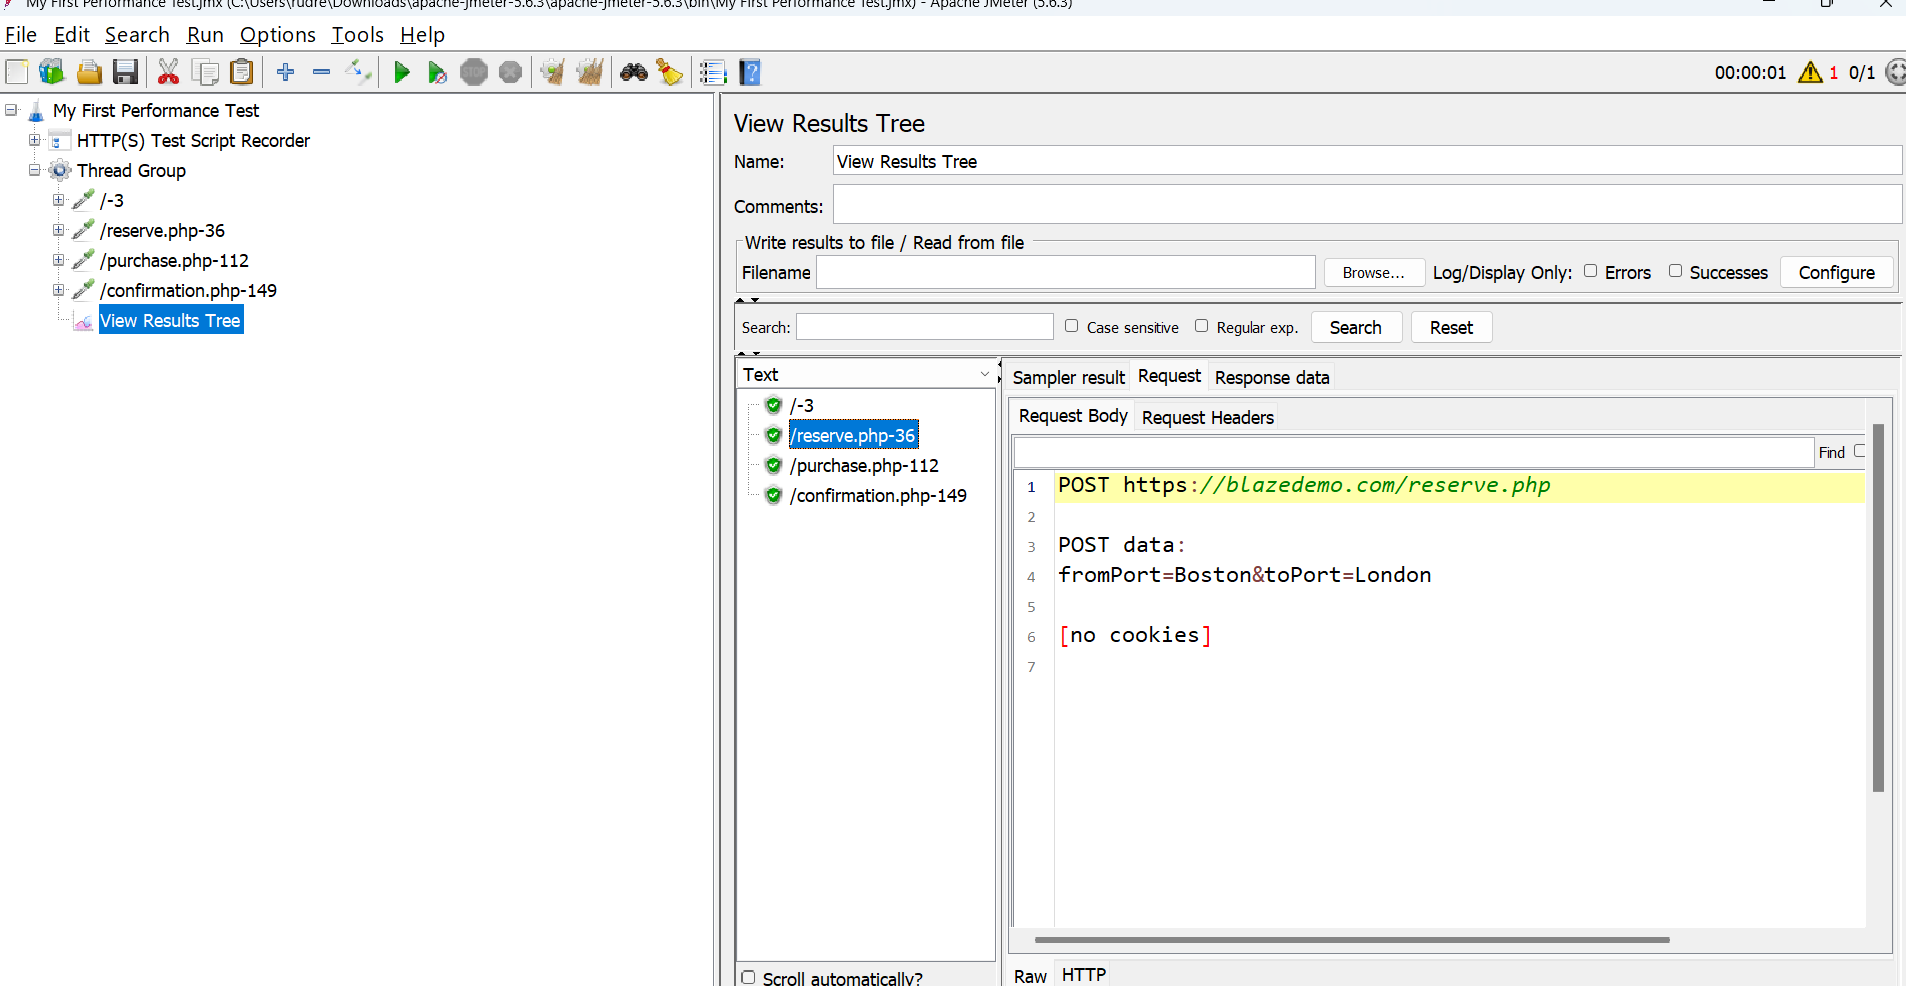 My First Performance Test.jmx (C:\Users\rudre\Downloads\apache-jmeter-5.6.3\apache-jmeter-5.6.3\bin\My First Performance Test.jmx) - Apache JMeter (5.6.3)
File Edit Search Run Options Tools Help
STOP
00:00:01 1 0/1
My First Performance Test
HTTP(S) Test Script Recorder
Thread Group
/-3
/reserve.php-36
/purchase.php-112
/confirmation.php-149
View Results Tree
View Results Tree
Name: View Results Tree
Comments:
Write results to file / Read from file
Filename Browse... Log/Display Only: Errors Successes Configure
Search: Case sensitive Regular exp. Search Reset
Text
/-3
/reserve.php-36
/purchase.php-112
/confirmation.php-149
Scroll automatically?
Sampler result Request Response data
Request Body Request Headers
Find
1 POST https://blazedemo.com/reserve.php
2
3 POST data:
4 fromPort=Boston&toPort=London
5
6 [no cookies]
7
Raw HTTP